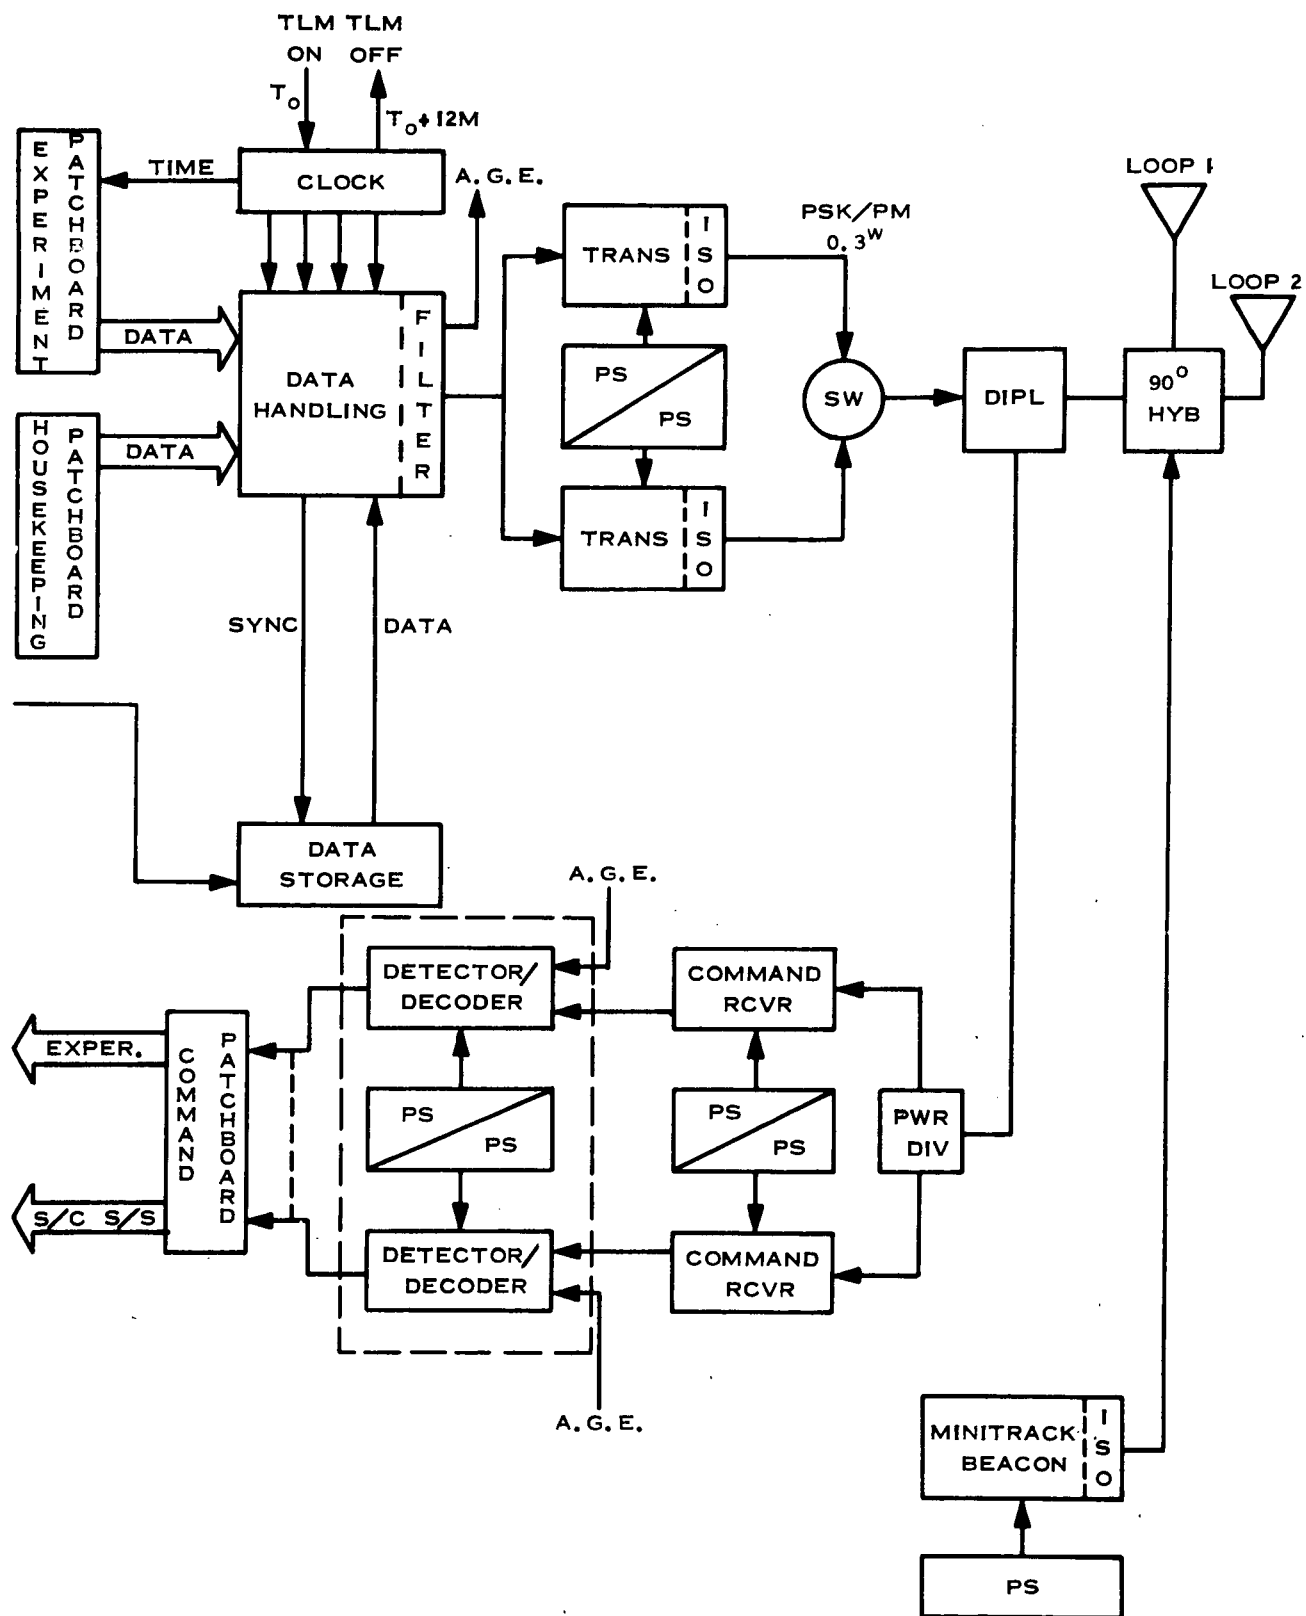 TLM TLM
ON OFF
T₀
T₀+12M
EXPERIMENT
PATCHBOARD
TIME
CLOCK
A.G.E.
DATA
DATA
HANDLING
FILTER
HOUSEKEEPING
PATCHBOARD
DATA
TRANS
ISO
PS
PS
TRANS
ISO
PSK/PM
0.3ᵂ
SW
DIPL
90°
HYB
LOOP 1
LOOP 2
SYNC
DATA
DATA
STORAGE
A.G.E.
DETECTOR/
DECODER
COMMAND
RCVR
EXPER.
COMMAND
PATCHBOARD
S/C S/S
PS
PS
PS
PS
PWR
DIV
DETECTOR/
DECODER
COMMAND
RCVR
A.G.E.
MINITRACK
BEACON
ISO
PS